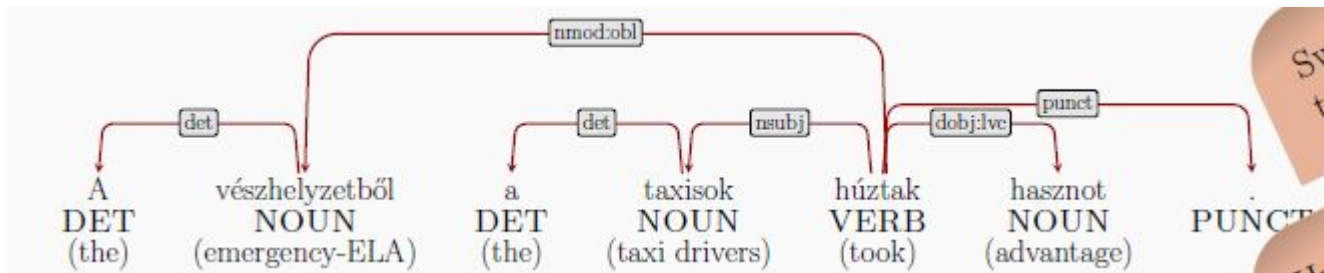 nmod:obl
punct
det det nsubj dobj:lvc
A vészhelyzetből a taxisok húztak hasznot .
DET NOUN DET NOUN VERB NOUN PUNCT
(the) (emergency-ELA) (the) (taxi drivers) (took) (advantage)